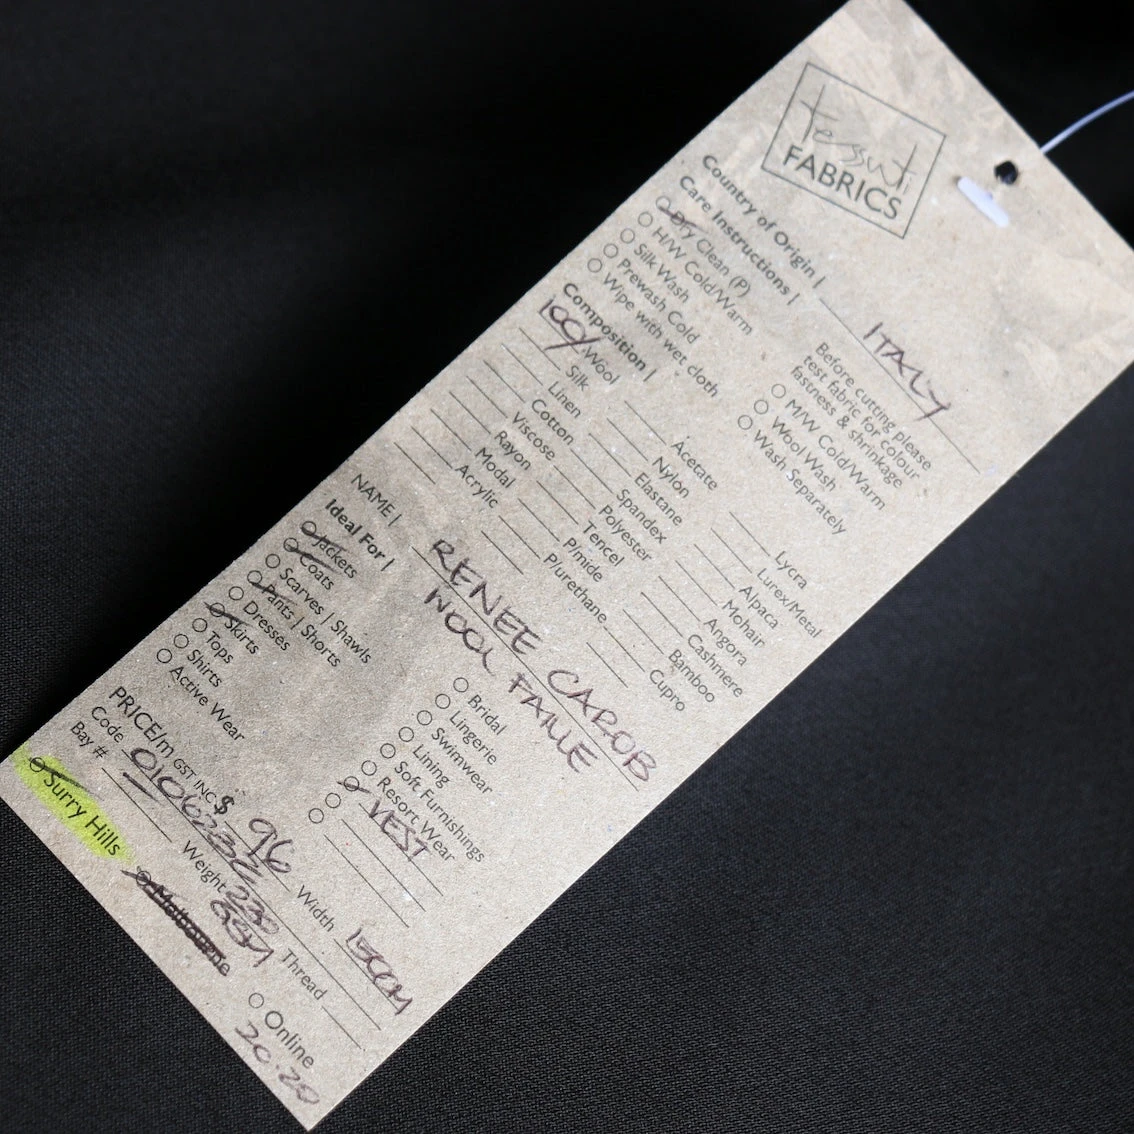 tessuti
FABRICS
Country of Origin | ITALY
Care Instructions |
Dry Clean (P)
H/W Cold/Warm
Silk Wash
Prewash Cold
Wipe with wet cloth
Before cutting please
test fabric for colour
fastness & shrinkage
M/W Cold/Warm
Wool Wash
Wash Separately
Composition |
100% Wool
Silk
Linen
Cotton
Viscose
Rayon
Modal
Acrylic
Acetate
Nylon
Elastane
Spandex
Polyester
Tencel
P/mide
P/urethane
Lycra
Lurex/Metal
Alpaca
Mohair
Angora
Cashmere
Bamboo
Cupro
NAME | RENEE CAROB
WOOL FAILLE
Ideal For |
Jackets
Coats
Scarves | Shawls
Pants | Shorts
Dresses
Skirts
Tops
Shirts
Active Wear
Bridal
Lingerie
Swimwear
Lining
Soft Furnishings
Resort Wear
VEST
PRICE/m GST INC $ 96 Width 150CM
Code
Bay # Weight 230 GSM Thread
Surry Hills
Melbourne
Online
20.20